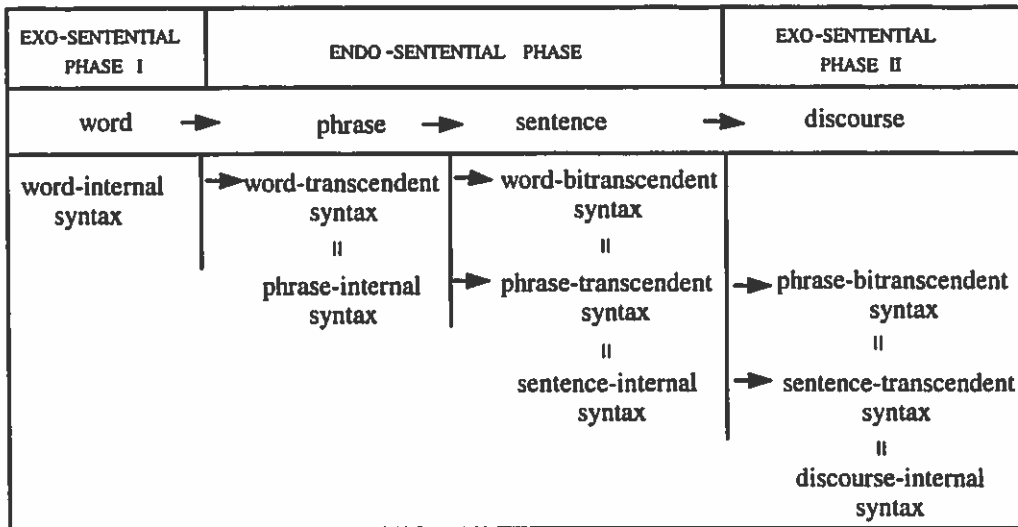 EXO-SENTENTIAL PHASE I
ENDO-SENTENTIAL PHASE
EXO-SENTENTIAL PHASE II
word → phrase → sentence → discourse
word-internal syntax
word-transcendent syntax
word-bitranscendent syntax
=
=
phrase-internal syntax
phrase-transcendent syntax
phrase-bitranscendent syntax
=
=
sentence-internal syntax
sentence-transcendent syntax
=
discourse-internal syntax